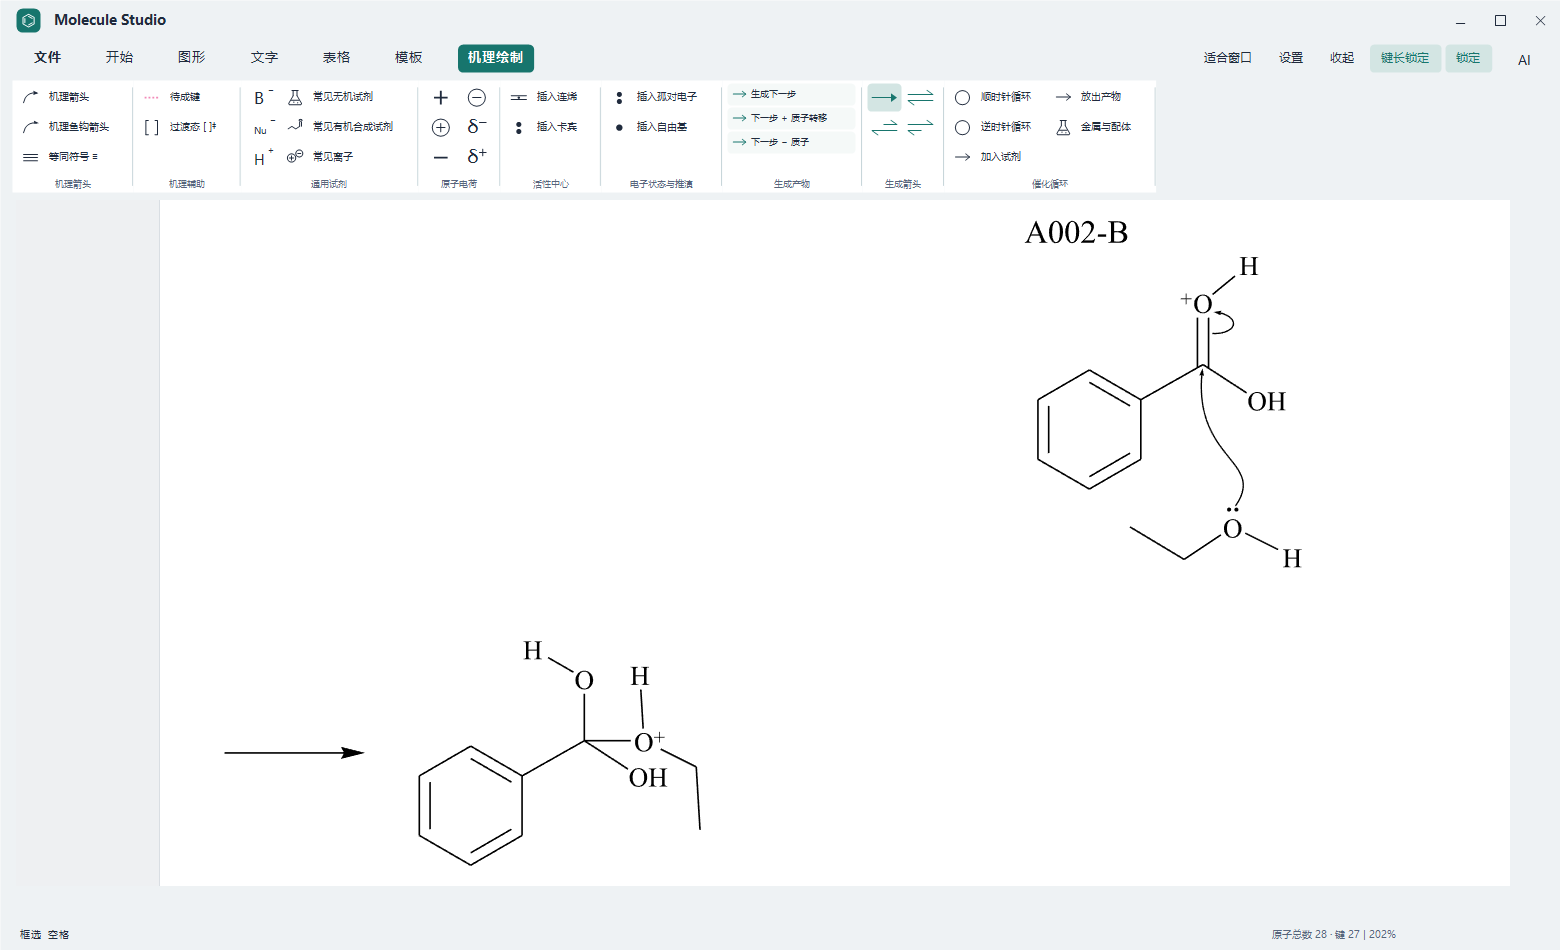 Molecule Studio
文件 开始 图形 文字 表格 模板 机理绘制 适合窗口 设置 收起 键长锁定 锁定 AI
机理箭头 待成键 B⁻ 常见无机试剂 + − 插入连烯 插入孤对电子 生成下一步 顺时针循环 放出产物
下一步 + 质子转移
机理鱼钩箭头 [ ] 过渡态 [ ]‡ Nu⁻ 常见有机合成试剂 + δ⁻ 插入卡宾 插入自由基 逆时针循环 金属与配体
下一步 − 质子
等同符号 ≡ H⁺ 常见离子 − δ⁺ 加入试剂
机理箭头 机理辅助 通用试剂 原子电荷 活性中心 电子状态与推演 生成产物 生成箭头 催化循环
A002-B
H
+O
OH
O
H
H
O
H
O+
OH
框选 空格 原子总数 28 · 键 27 | 202%